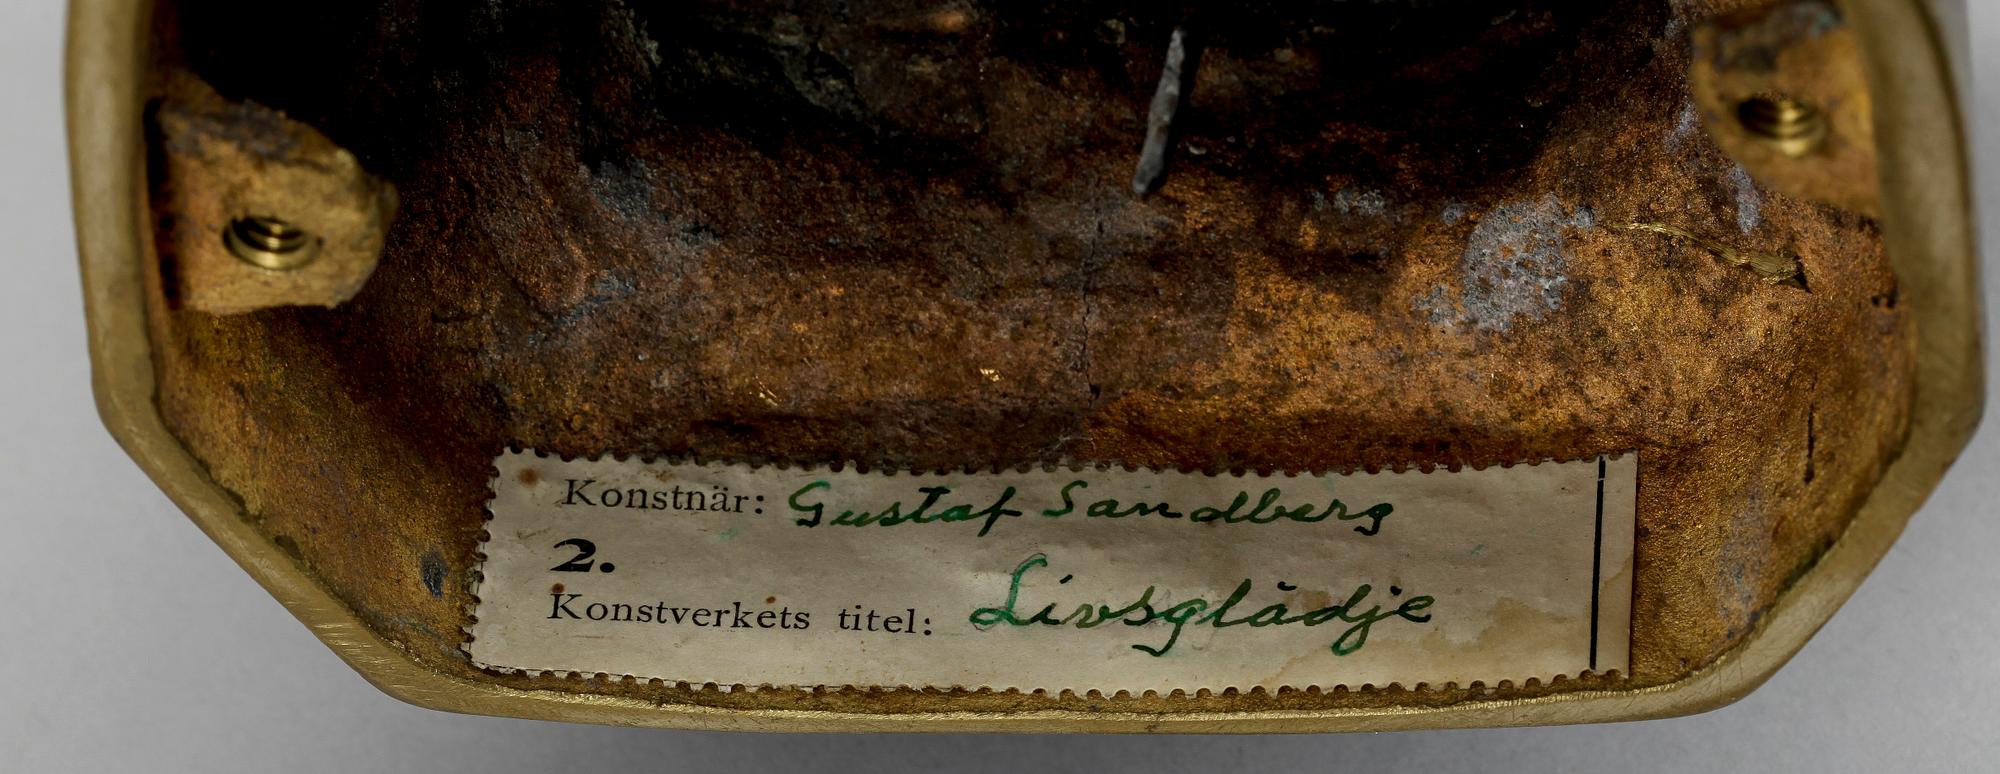 Konstnär: Gustaf Sandberg
2.
Konstverkets titel: Livsglädje